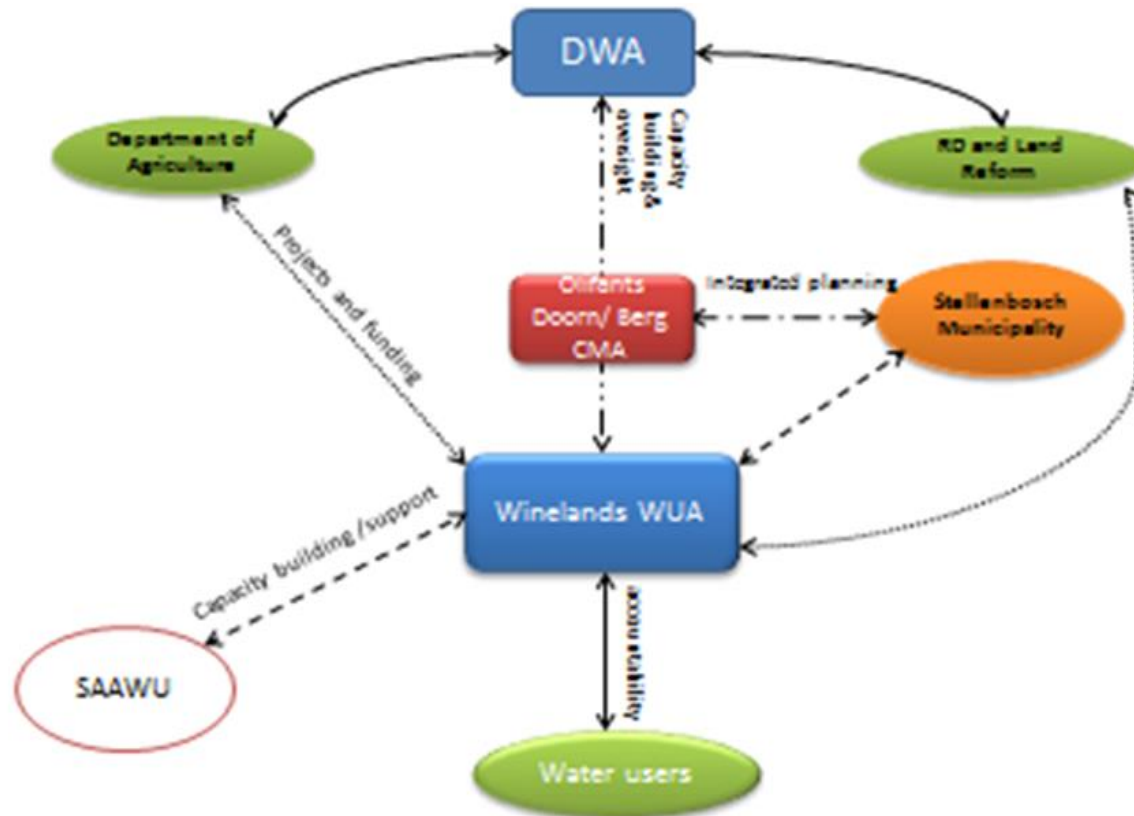 DWA
Department of
Agriculture
Capacity
building &
oversight
RD and Land
Reform
Projects and funding
Olifants
Doorn/ Berg
CMA
Integrated planning
Stellenbosch
Municipality
Winelands WUA
Capacity building /support
accountability
SAAWU
Water users